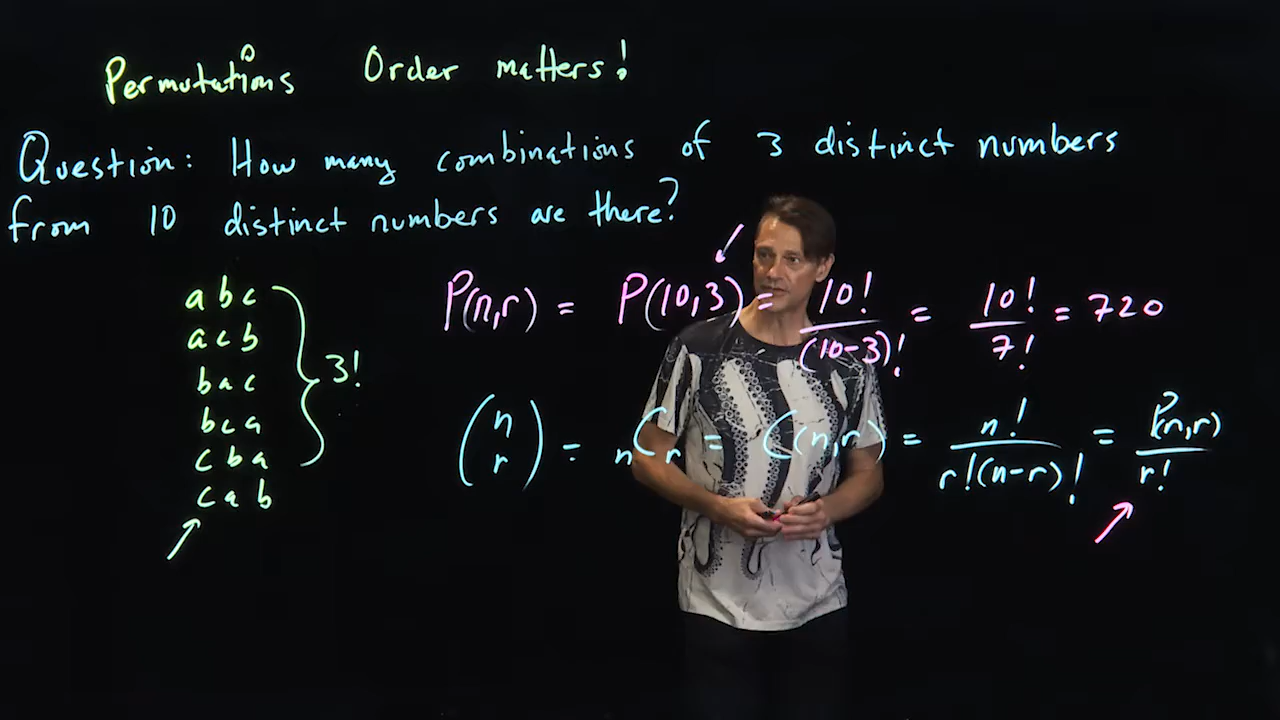 Permutations Order matters!
Question: How many combinations of 3 distinct numbers
from 10 distinct numbers are there?
abc
acb
bac
bca
cba
cab
3!
P(n,r) = P(10,3) = 10!/(10-3)! = 10!/7! = 720
(n r) = nCr = C(n,r) = n!/r!(n-r)! = P(n,r)/r!